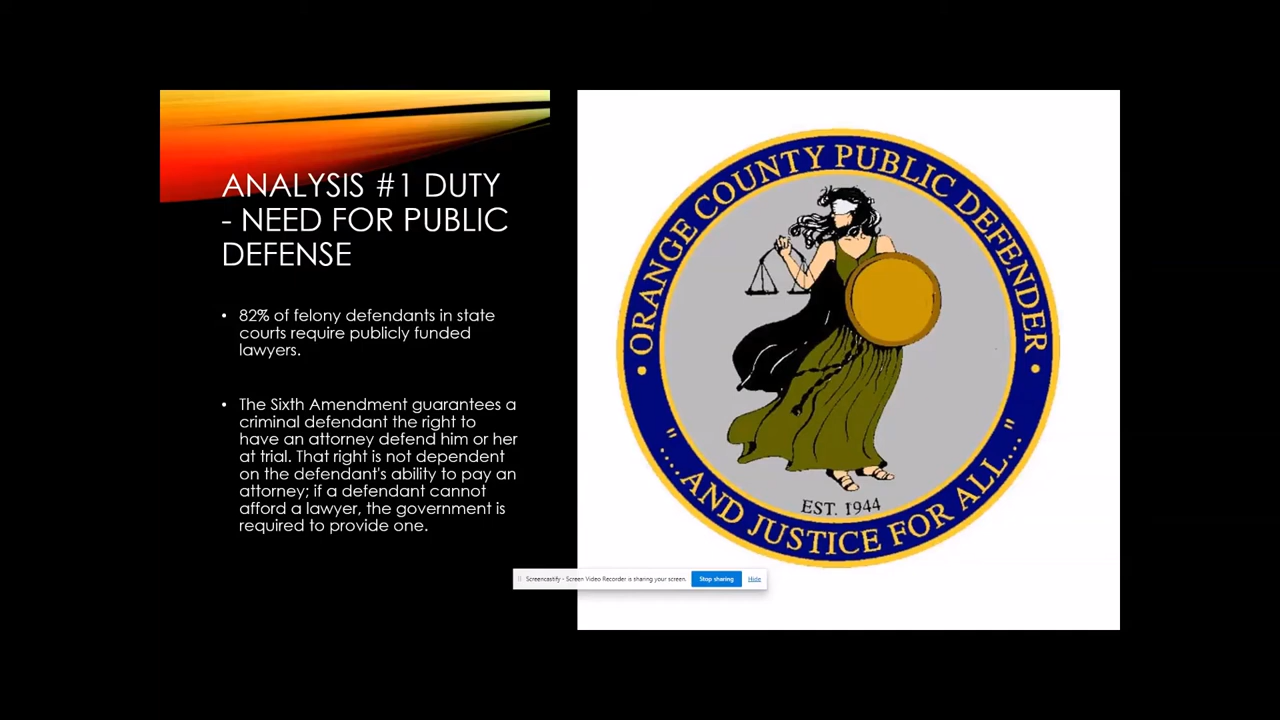 ANALYSIS #1 DUTY
- NEED FOR PUBLIC
DEFENSE
• 82% of felony defendants in state
courts require publicly funded
lawyers.
• The Sixth Amendment guarantees a
criminal defendant the right to
have an attorney defend him or her
at trial. That right is not dependent
on the defendant's ability to pay an
attorney; if a defendant cannot
afford a lawyer, the government is
required to provide one.
• ORANGE COUNTY PUBLIC DEFENDER •
EST. 1944
"....AND JUSTICE FOR ALL..."
Screencastify - Screen Video Recorder is sharing your screen.
Stop sharing
Hide